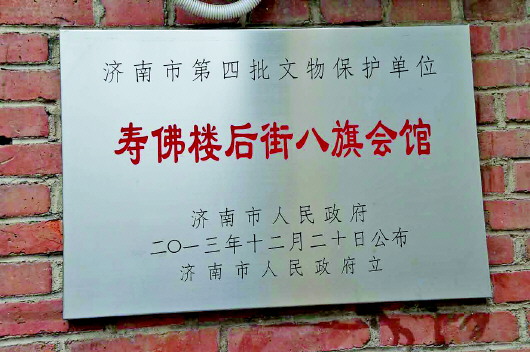 济南市第四批文物保护单位
寿佛楼后街八旗会馆
济南市人民政府
二〇一三年十二月二十日公布
济南市人民政府立